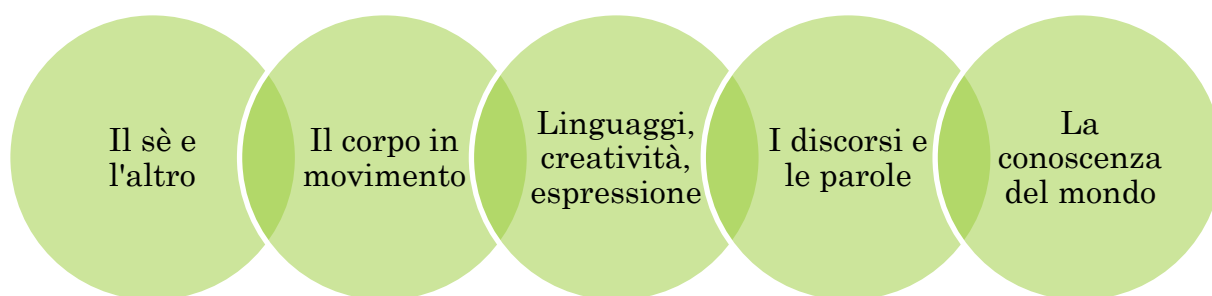 Il sè e
l'altro
Il corpo in
movimento
Linguaggi,
creatività,
espressione
I discorsi e
le parole
La
conoscenza
del mondo